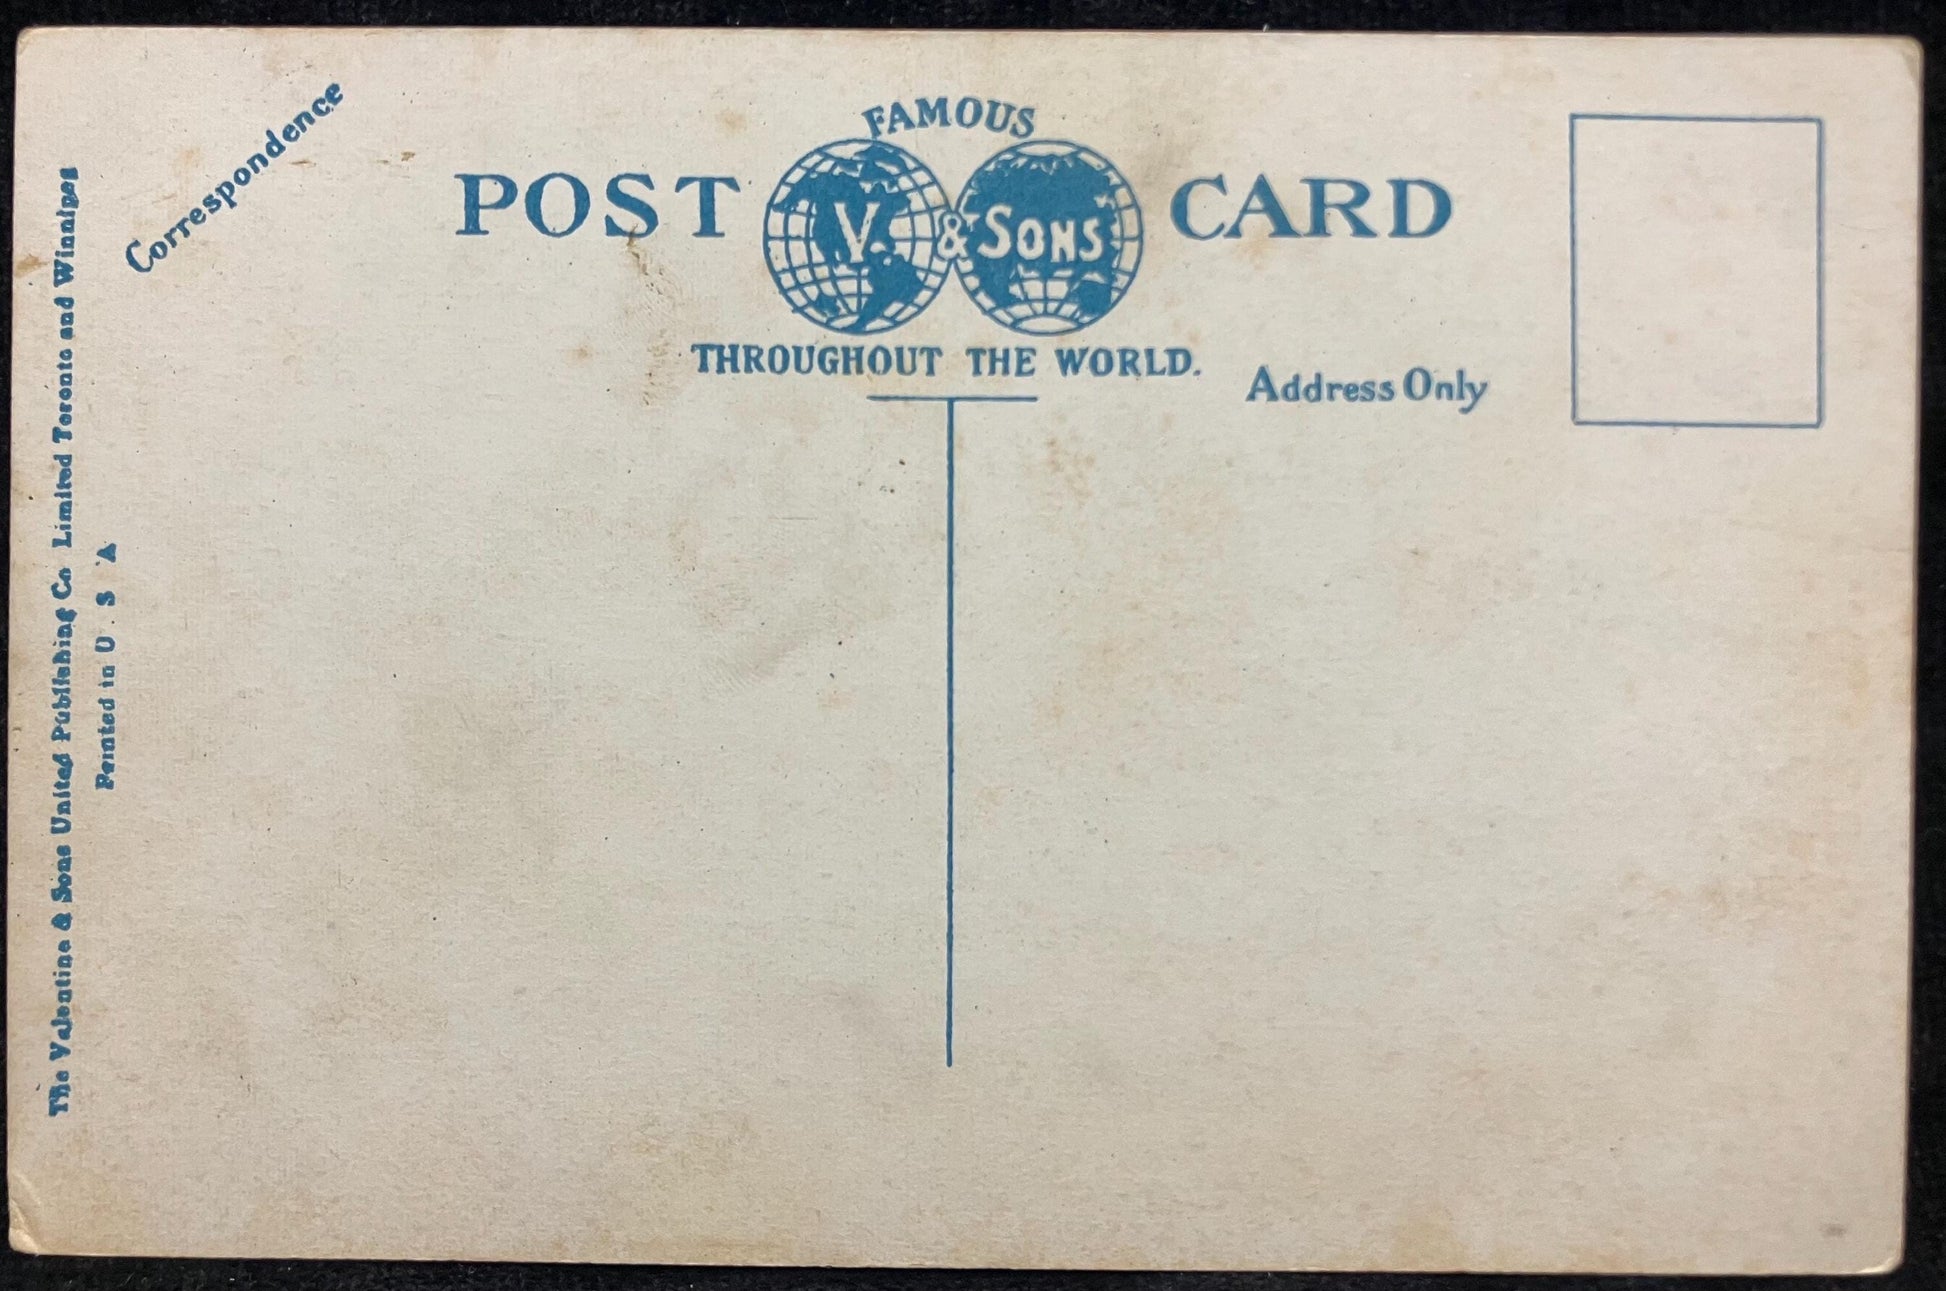 Correspondence
FAMOUS
POST V. & SONS CARD
THROUGHOUT THE WORLD.
Address Only
The Valentine & Sons United Publishing Co Limited Toronto and Winnipeg
Printed in U. S. A